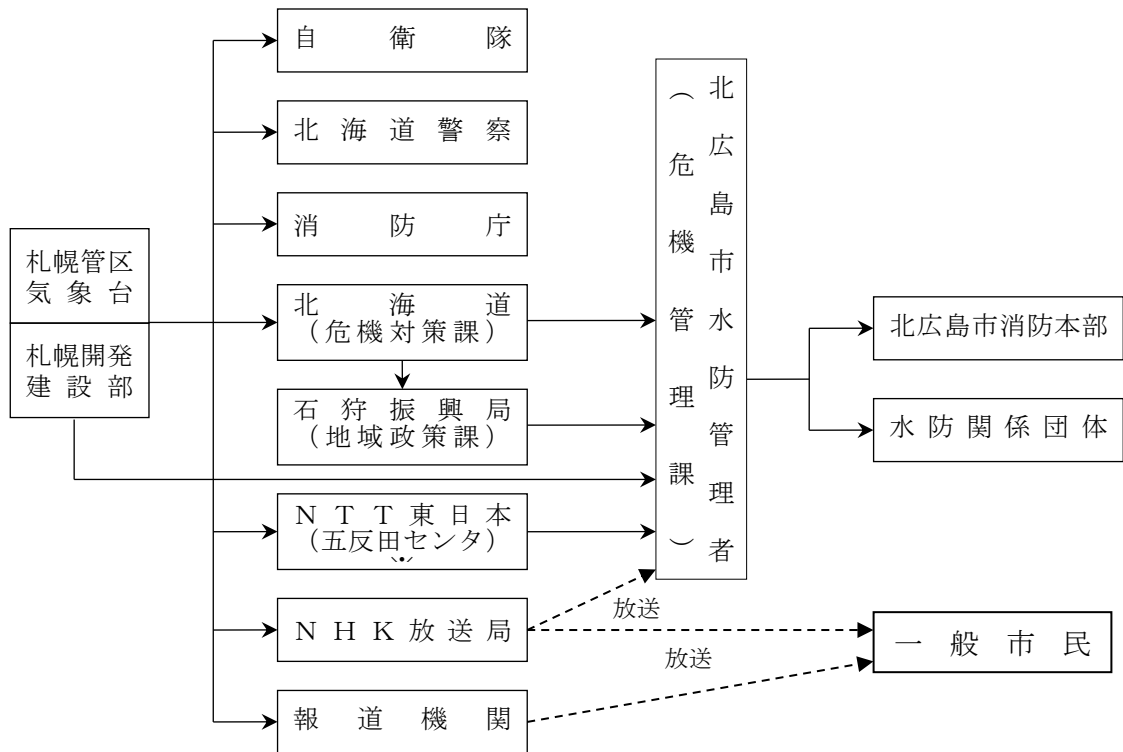 自衛隊
北海道警察
消防庁
札幌管区
気象台
札幌開発
建設部
北海道
（危機対策課）
石狩振興局
（地域政策課）
ＮＴＴ東日本
（五反田センタ）
ＮＨＫ放送局
報道機関
北広島市水防管理者
（危機管理課）
北広島市消防本部
水防関係団体
放送
放送
一般市民